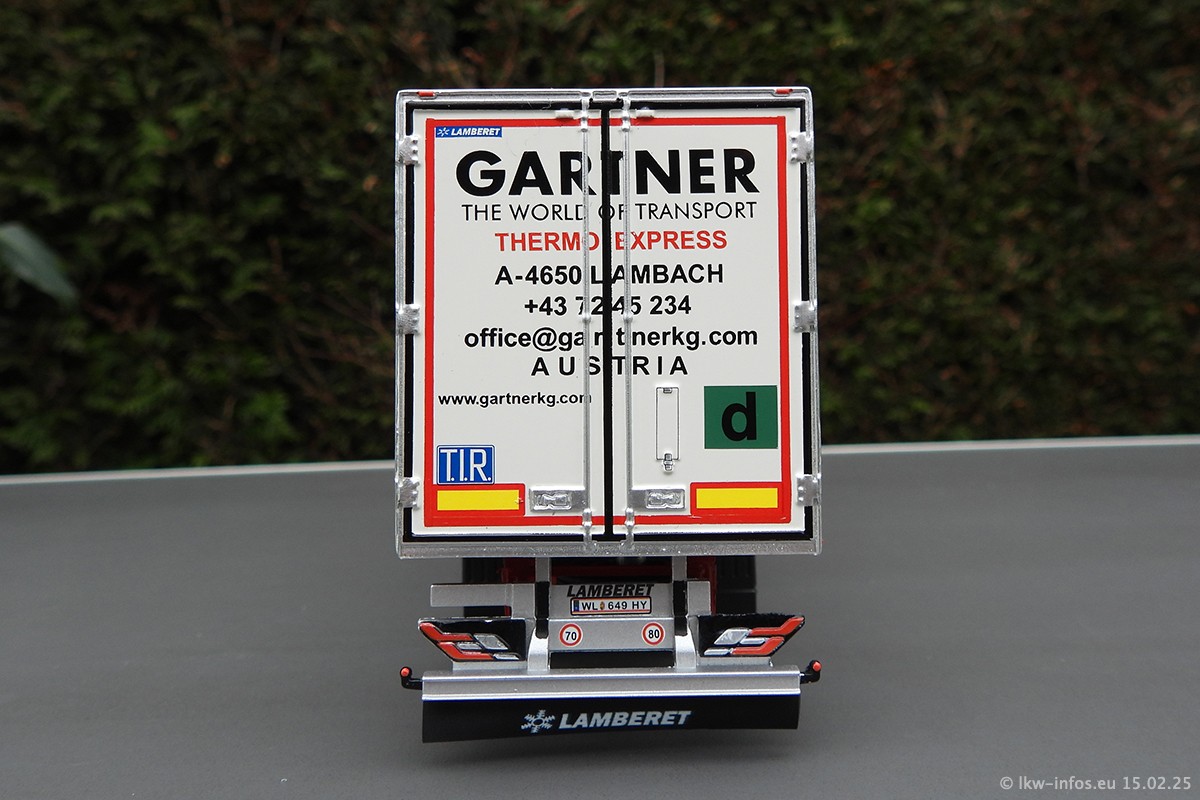 LAMBERET
GARTNER
THE WORLD OF TRANSPORT
THERMO EXPRESS
A-4650 LAMBACH
+43 7245 234
office@gartnerkg.com
AUSTRIA
www.gartnerkg.com
d
T.I.R.
LAMBERET
WL 649 HY
70
80
LAMBERET
© lkw-infos.eu 15.02.25